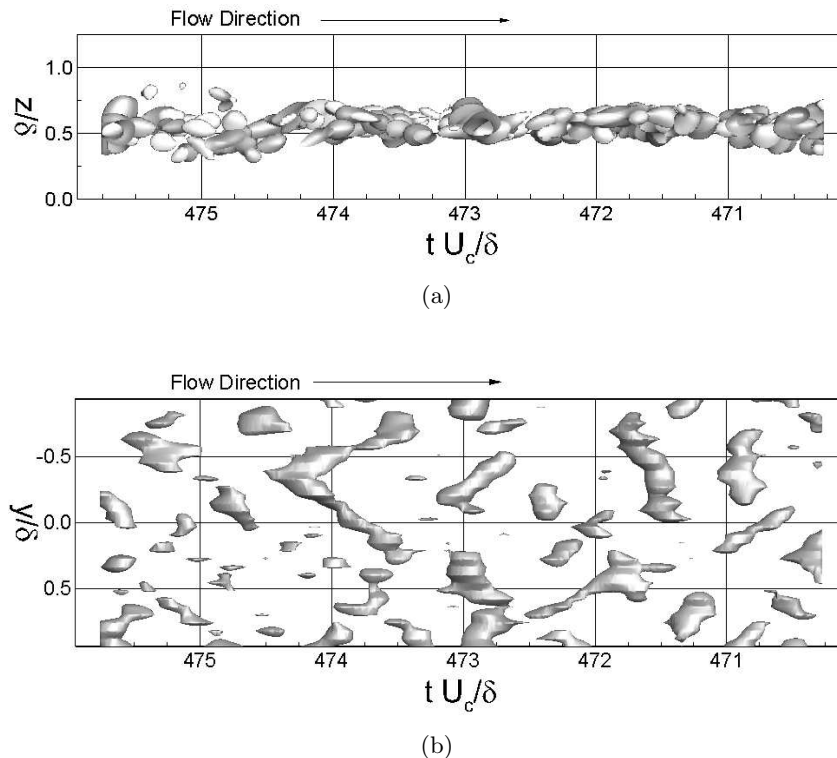 Flow Direction
1.0
0.5
0.0
z/δ
475 474 473 472 471
t U_c/δ
(a)
Flow Direction
-0.5
0.0
0.5
y/δ
475 474 473 472 471
t U_c/δ
(b)